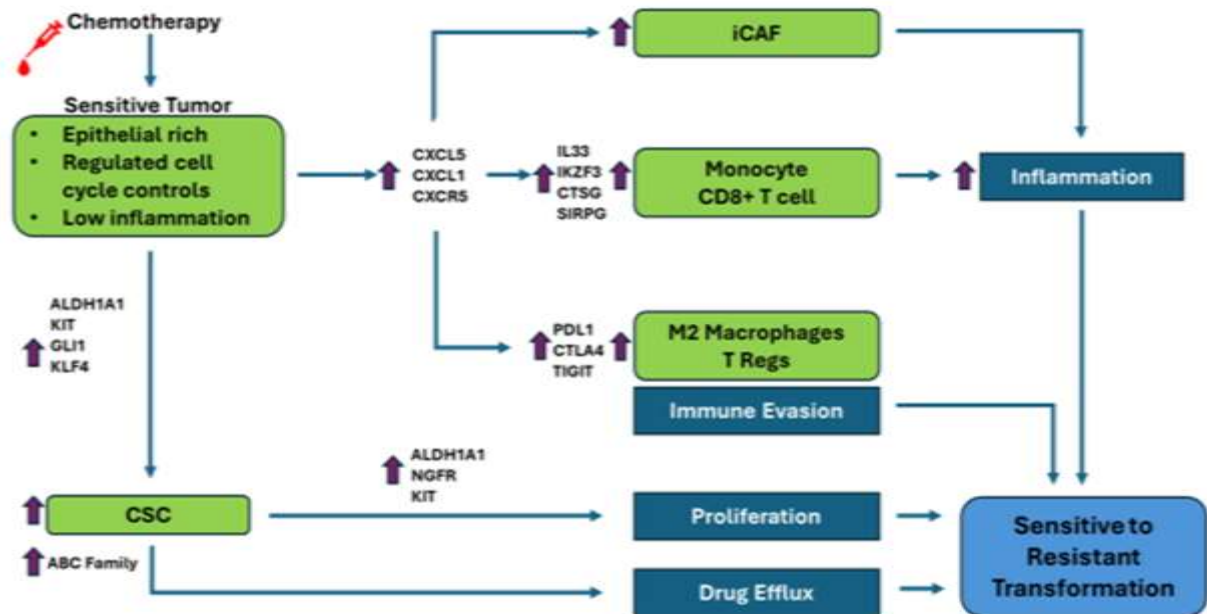 Chemotherapy
Sensitive Tumor
• Epithelial rich
• Regulated cell
cycle controls
• Low inflammation
CXCL5
CXCL1
CXCR5
iCAF
IL33
IKZF3
CTSG
SIRPG
Monocyte
CD8+ T cell
Inflammation
PDL1
CTLA4
TIGIT
M2 Macrophages
T Regs
Immune Evasion
ALDH1A1
KIT
GLI1
KLF4
CSC
ABC Family
ALDH1A1
NGFR
KIT
Proliferation
Drug Efflux
Sensitive to
Resistant
Transformation